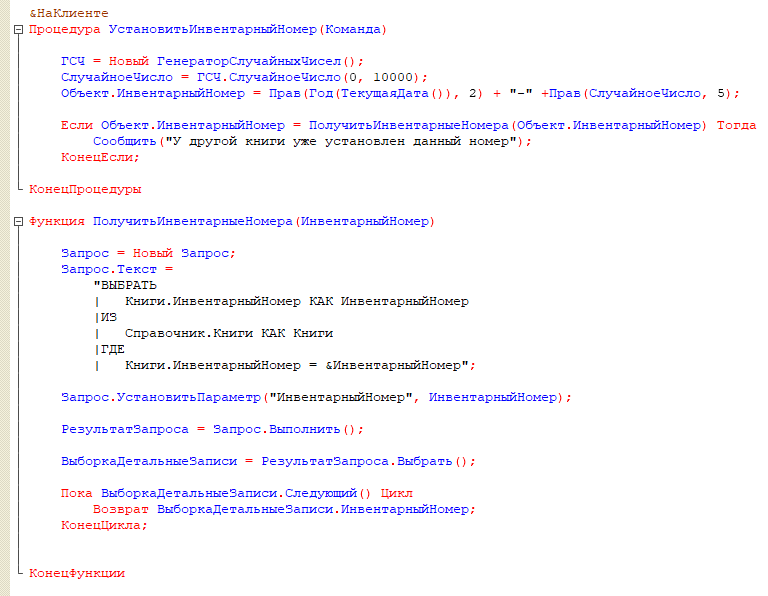 &НаКлиенте
Процедура УстановитьИнвентарныйНомер(Команда)
ГСЧ = Новый ГенераторСлучайныхЧисел();
СлучайноеЧисло = ГСЧ.СлучайноеЧисло(0, 10000);
Объект.ИнвентарныйНомер = Прав(Год(ТекущаяДата()), 2) + "-" +Прав(СлучайноеЧисло, 5);
Если Объект.ИнвентарныйНомер = ПолучитьИнвентарныеНомера(Объект.ИнвентарныйНомер) Тогда
Сообщить("У другой книги уже установлен данный номер");
КонецЕсли;
КонецПроцедуры
Функция ПолучитьИнвентарныеНомера(ИнвентарныйНомер)
Запрос = Новый Запрос;
Запрос.Текст =
"ВЫБРАТЬ
|	Книги.ИнвентарныйНомер КАК ИнвентарныйНомер
|ИЗ
|	Справочник.Книги КАК Книги
|ГДЕ
|	Книги.ИнвентарныйНомер = &ИнвентарныйНомер";
Запрос.УстановитьПараметр("ИнвентарныйНомер", ИнвентарныйНомер);
РезультатЗапроса = Запрос.Выполнить();
ВыборкаДетальныеЗаписи = РезультатЗапроса.Выбрать();
Пока ВыборкаДетальныеЗаписи.Следующий() Цикл
Возврат ВыборкаДетальныеЗаписи.ИнвентарныйНомер;
КонецЦикла;
КонецФункции